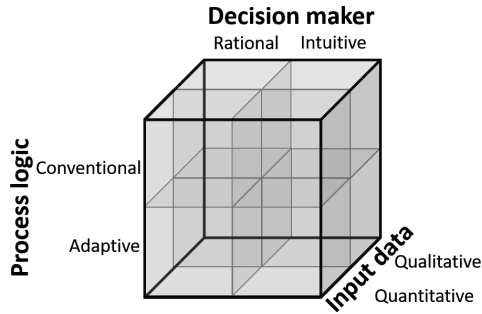 Decision maker
Rational Intuitive
Process logic
Conventional
Adaptive
Input data
Qualitative
Quantitative